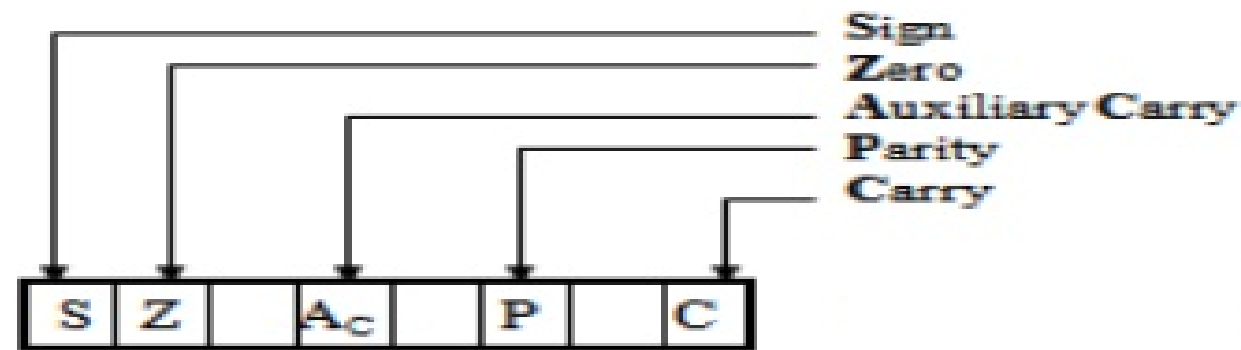 Sign
Zero
Auxiliary Carry
Parity
Carry
S Z AC P C